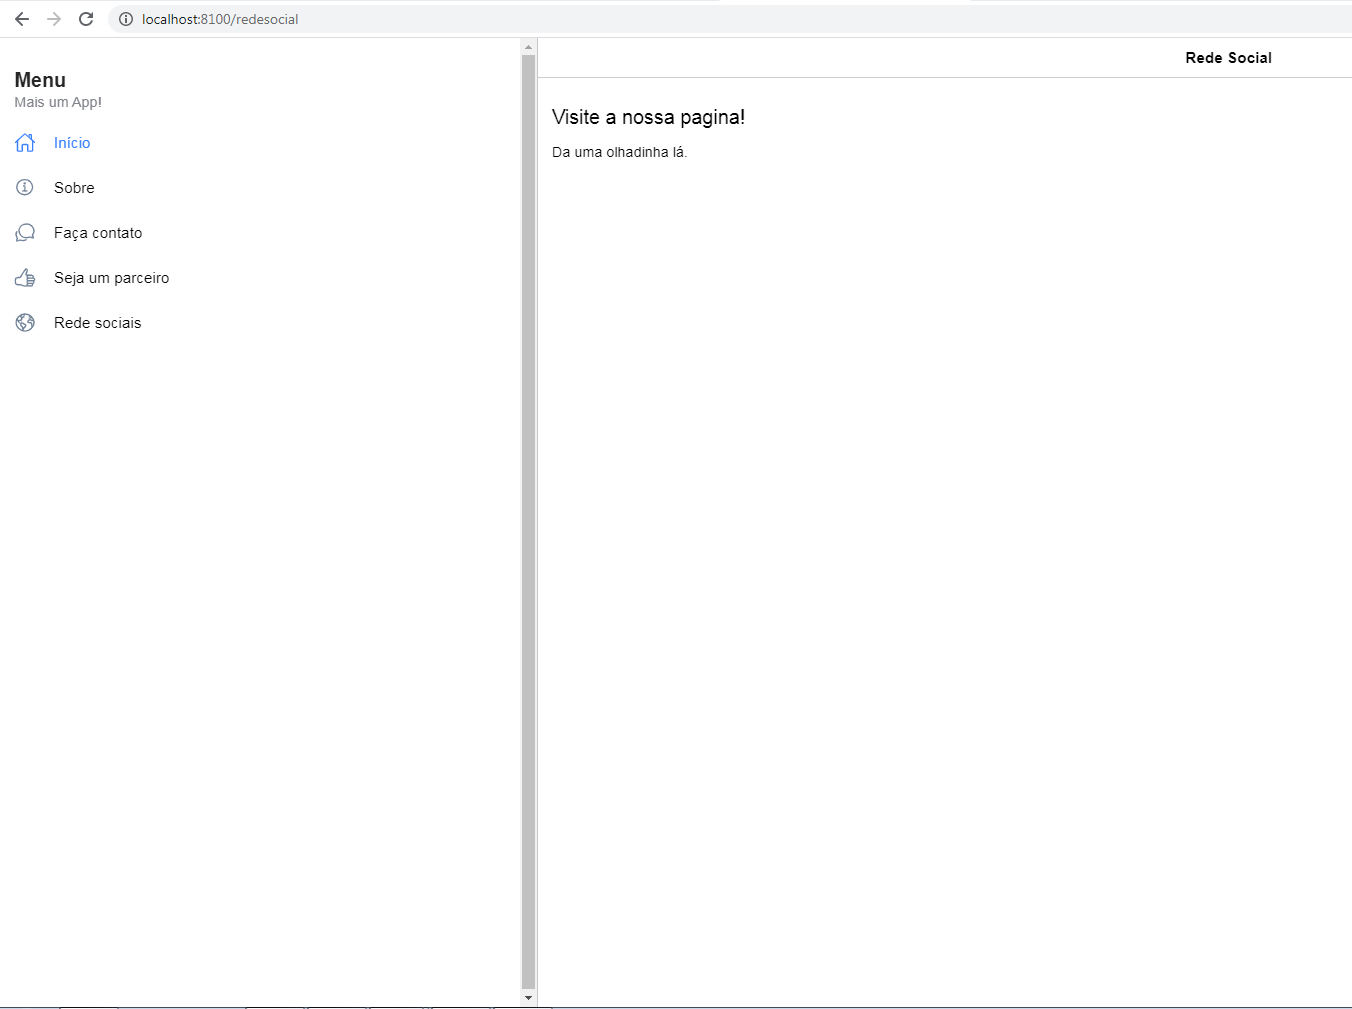 localhost:8100/redesocial
Menu
Mais um App!
Início
Sobre
Faça contato
Seja um parceiro
Rede sociais
Rede Social
Visite a nossa pagina!
Da uma olhadinha lá.